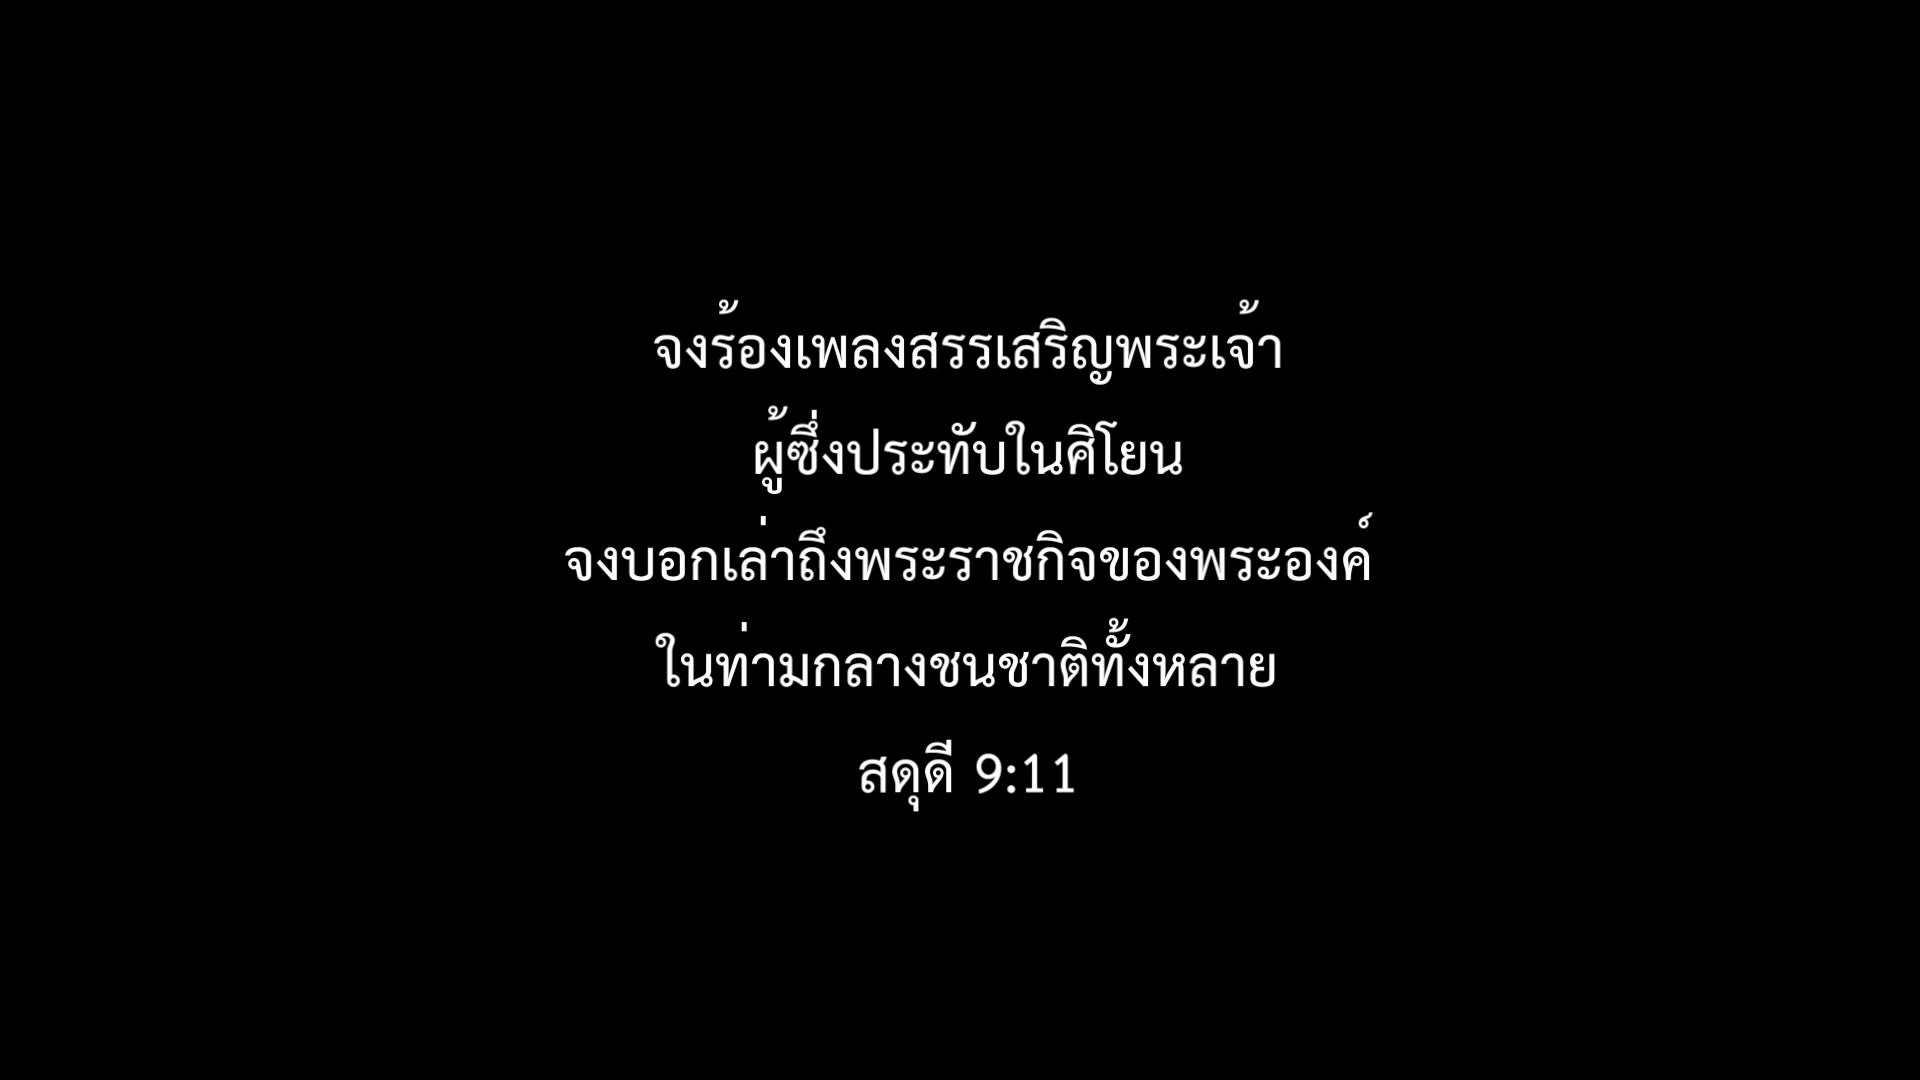 จงร้องเพลงสรรเสริญพระเจ้า
ผู้ซึ่งประทับในศิโยน
จงบอกเล่าถึงพระราชกิจของพระองค์
ในท่ามกลางชนชาติทั้งหลาย
สดุดี 9:11